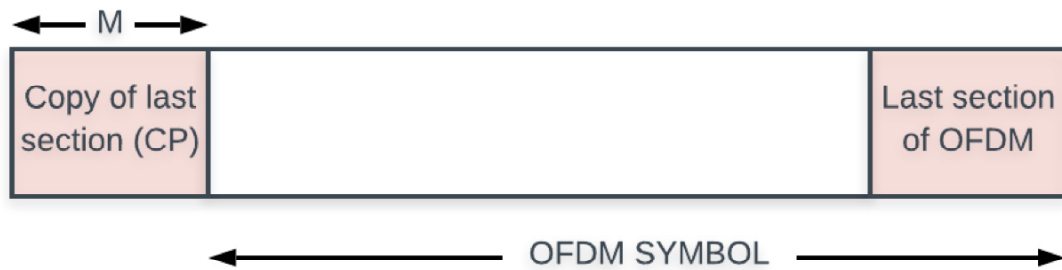 M
Copy of last
section (CP)
Last section
of OFDM
OFDM SYMBOL